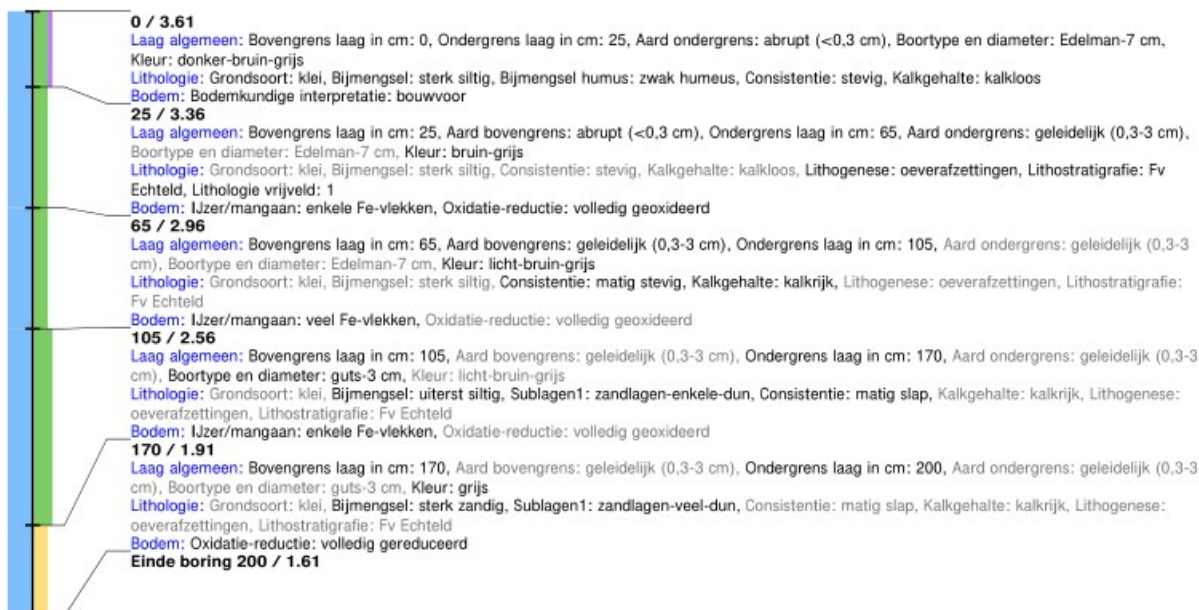 0 / 3.61
Laag algemeen: Bovengrens laag in cm: 0, Ondergrens laag in cm: 25, Aard ondergrens: abrupt (<0,3 cm), Boortype en diameter: Edelman-7 cm,
Kleur: donker-bruin-grijs
Lithologie: Grondsoort: klei, Bijmengsel: sterk siltig, Bijmengsel humus: zwak humeus, Consistentie: stevig, Kalkgehalte: kalkloos
Bodem: Bodemkundige interpretatie: bouwvoor
25 / 3.36
Laag algemeen: Bovengrens laag in cm: 25, Aard bovengrens: abrupt (<0,3 cm), Ondergrens laag in cm: 65, Aard ondergrens: geleidelijk (0,3-3 cm),
Boortype en diameter: Edelman-7 cm, Kleur: bruin-grijs
Lithologie: Grondsoort: klei, Bijmengsel: sterk siltig, Consistentie: stevig, Kalkgehalte: kalkloos, Lithogenese: oeverafzettingen, Lithostratigrafie: Fv
Echteld, Lithologie vrijveld: 1
Bodem: IJzer/mangaan: enkele Fe-vlekken, Oxidatie-reductie: volledig geoxideerd
65 / 2.96
Laag algemeen: Bovengrens laag in cm: 65, Aard bovengrens: geleidelijk (0,3-3 cm), Ondergrens laag in cm: 105, Aard ondergrens: geleidelijk (0,3-3
cm), Boortype en diameter: Edelman-7 cm, Kleur: licht-bruin-grijs
Lithologie: Grondsoort: klei, Bijmengsel: sterk siltig, Consistentie: matig stevig, Kalkgehalte: kalkrijk, Lithogenese: oeverafzettingen, Lithostratigrafie:
Fv Echteld
Bodem: IJzer/mangaan: veel Fe-vlekken, Oxidatie-reductie: volledig geoxideerd
105 / 2.56
Laag algemeen: Bovengrens laag in cm: 105, Aard bovengrens: geleidelijk (0,3-3 cm), Ondergrens laag in cm: 170, Aard ondergrens: geleidelijk (0,3-3
cm), Boortype en diameter: guts-3 cm, Kleur: licht-bruin-grijs
Lithologie: Grondsoort: klei, Bijmengsel: uiterst siltig, Sublagen1: zandlagen-enkele-dun, Consistentie: matig slap, Kalkgehalte: kalkrijk, Lithogenese:
oeverafzettingen, Lithostratigrafie: Fv Echteld
Bodem: IJzer/mangaan: enkele Fe-vlekken, Oxidatie-reductie: volledig geoxideerd
170 / 1.91
Laag algemeen: Bovengrens laag in cm: 170, Aard bovengrens: geleidelijk (0,3-3 cm), Ondergrens laag in cm: 200, Aard ondergrens: geleidelijk (0,3-3
cm), Boortype en diameter: guts-3 cm, Kleur: grijs
Lithologie: Grondsoort: klei, Bijmengsel: sterk zandig, Sublagen1: zandlagen-veel-dun, Consistentie: matig slap, Kalkgehalte: kalkrijk, Lithogenese:
oeverafzettingen, Lithostratigrafie: Fv Echteld
Bodem: Oxidatie-reductie: volledig gereduceerd
Einde boring 200 / 1.61